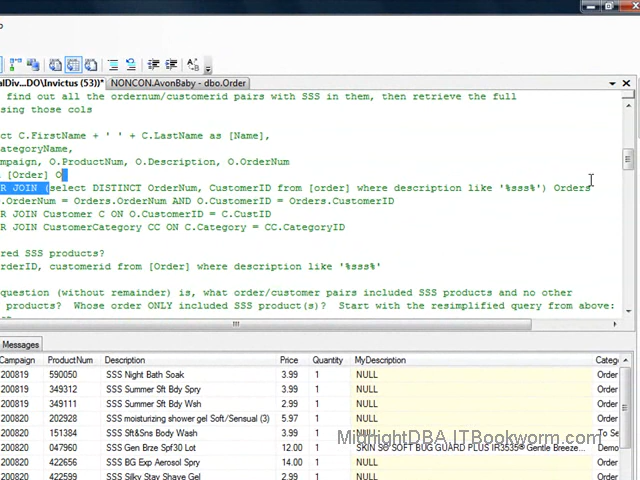 alDiv...DO\Invictus (53))* NONCON.AvonBaby - dbo.Order
find out all the ordernum/customerid pairs with SSS in them, then retrieve the full
sing those cols
ct C.FirstName + ' ' + C.LastName as [Name],
ategoryName,
mpaign, O.ProductNum, O.Description, O.OrderNum
[Order] O
R JOIN (select DISTINCT OrderNum, CustomerID from [order] where description like '%sss%') Orders
.OrderNum = Orders.OrderNum AND O.CustomerID = Orders.CustomerID
R JOIN Customer C ON O.CustomerID = C.CustID
R JOIN CustomerCategory CC ON C.Category = CC.CategoryID
red SSS products?
rderID, customerid from [Order] where description like '%sss%'
question (without remainder) is, what order/customer pairs included SSS products and no other
products? Whose order ONLY included SSS product(s)? Start with the resimplified query from above:
Messages
Campaign ProductNum Description Price Quantity MyDescription Categ
200819 590050 SSS Night Bath Soak 3.99 1 NULL Order
200819 349312 SSS Summer Sft Bdy Spry 3.99 1 NULL Order
200819 349111 SSS Summer Sft Bdy Wsh 2.99 1 NULL Order
200820 202928 SSS moisturizing shower gel Soft/Sensual (3) 5.97 1 NULL Order
200820 151384 SSS Sft&Sns Body Wash 3.99 1 NULL To Se
200820 047960 SSS Gen Brze Spf30 Lot 12.00 1 SKIN SO SOFT BUG GUARD PLUS IR3535® Gentle Breeze... Order
200820 422656 SSS BG Exp Aerosol Spry 14.00 1 NULL Order
200820 422599 SSS Silky Stay Shave Gel 2.99 1 NULL Order
MidnightDBA.ITBookworm.com